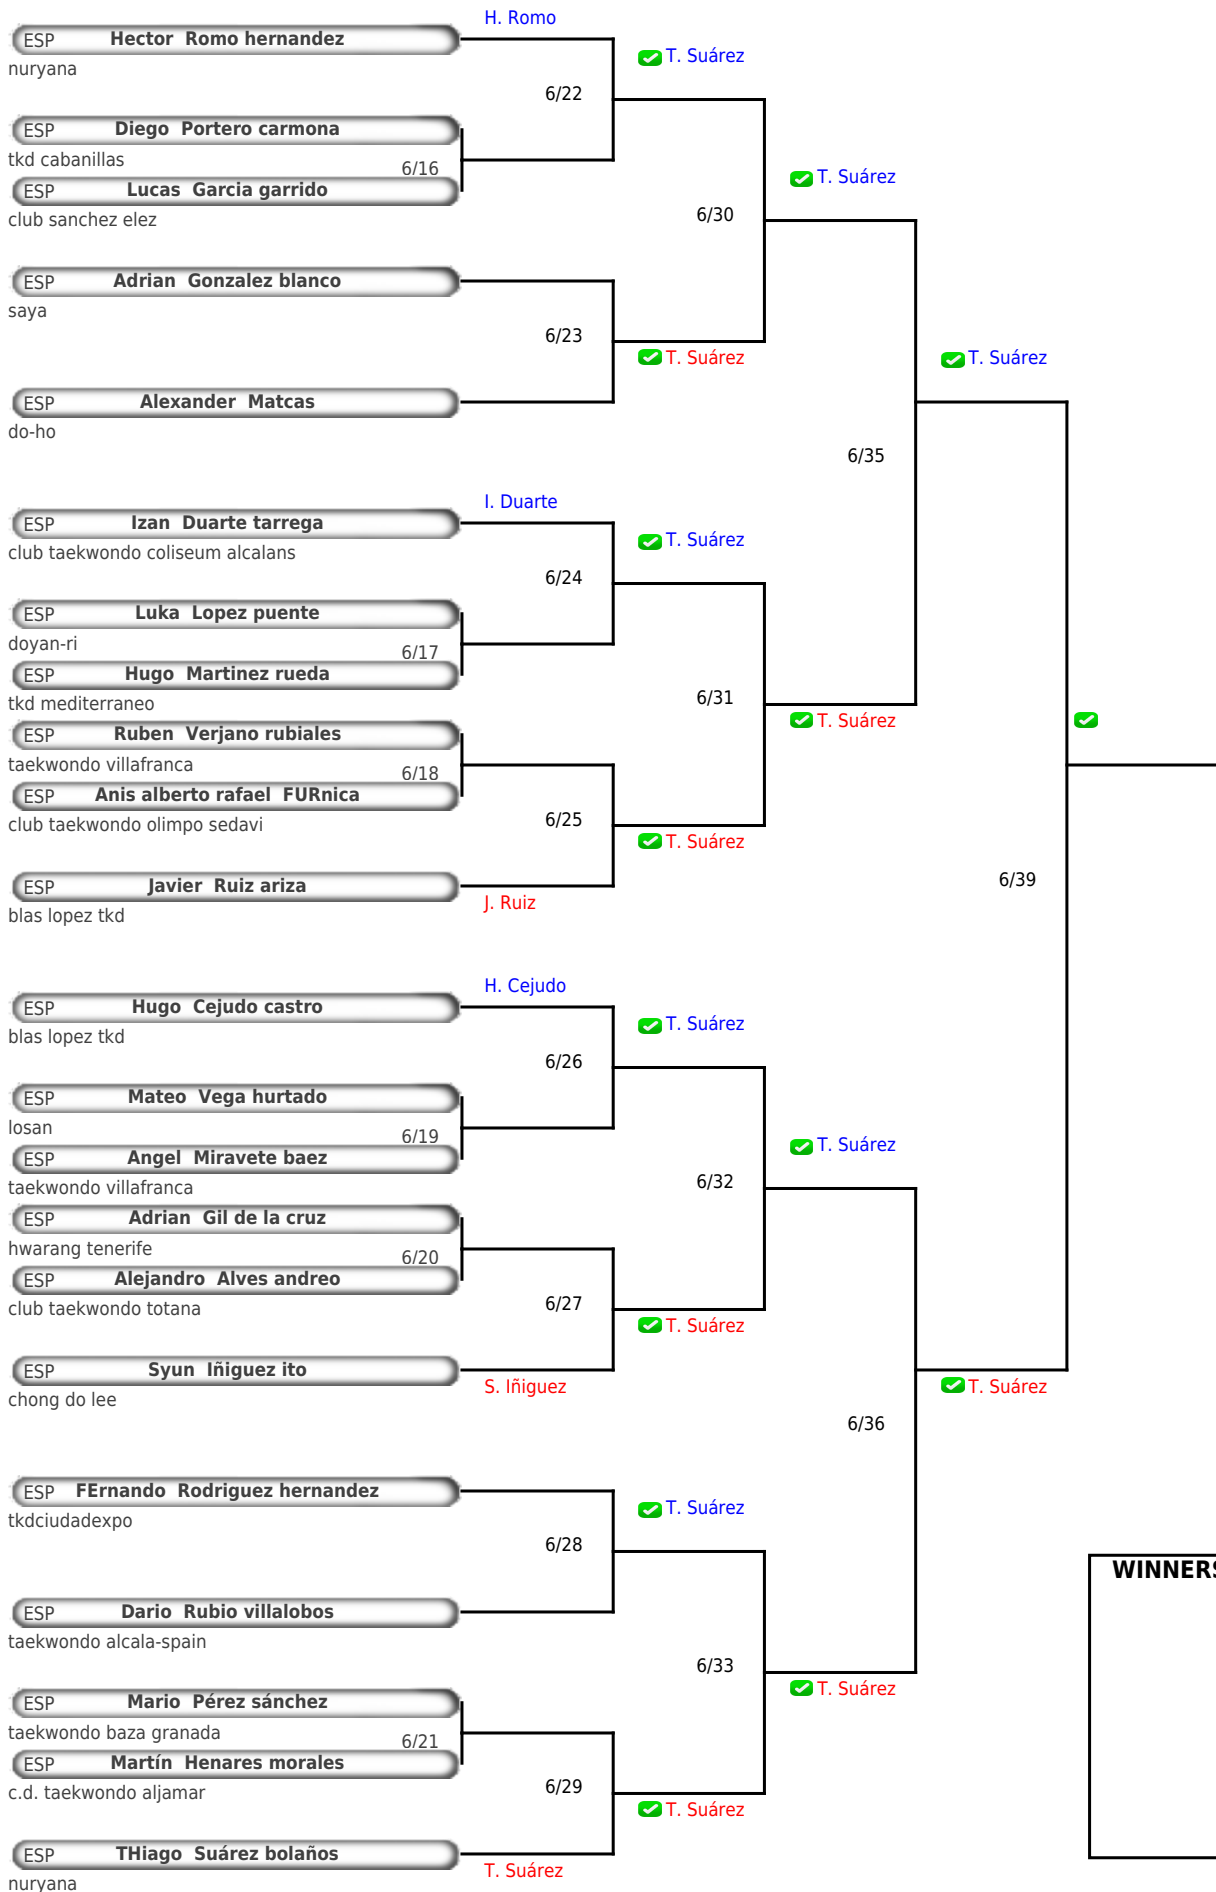 H. Romo
ESP Hector Romo hernandez
nuryana
T. Suárez
6/22
ESP Diego Portero carmona
tkd cabanillas
6/16
ESP Lucas Garcia garrido
club sanchez elez
T. Suárez
6/30
ESP Adrian Gonzalez blanco
saya
6/23
T. Suárez
T. Suárez
ESP Alexander Matcas
do-ho
6/35
I. Duarte
ESP Izan Duarte tarrega
club taekwondo coliseum alcalans
T. Suárez
6/24
ESP Luka Lopez puente
doyan-ri
6/17
ESP Hugo Martinez rueda
tkd mediterraneo
6/31
T. Suárez
ESP Ruben Verjano rubiales
taekwondo villafranca
6/18
ESP Anis alberto rafael FURnica
club taekwondo olimpo sedavi
6/25
T. Suárez
6/39
ESP Javier Ruiz ariza
J. Ruiz
blas lopez tkd
H. Cejudo
ESP Hugo Cejudo castro
blas lopez tkd
T. Suárez
6/26
ESP Mateo Vega hurtado
losan
6/19
T. Suárez
ESP Angel Miravete baez
taekwondo villafranca
6/32
ESP Adrian Gil de la cruz
hwarang tenerife
6/20
ESP Alejandro Alves andreo
club taekwondo totana
6/27
T. Suárez
ESP Syun Iñiguez ito
S. Iñiguez
T. Suárez
chong do lee
6/36
ESP FErnando Rodriguez hernandez
tkdciudadexpo
T. Suárez
6/28
WINNERS
ESP Dario Rubio villalobos
taekwondo alcala-spain
6/33
T. Suárez
ESP Mario Pérez sánchez
taekwondo baza granada
6/21
ESP Martín Henares morales
c.d. taekwondo aljamar
6/29
T. Suárez
ESP THiago Suárez bolaños
T. Suárez
nuryana